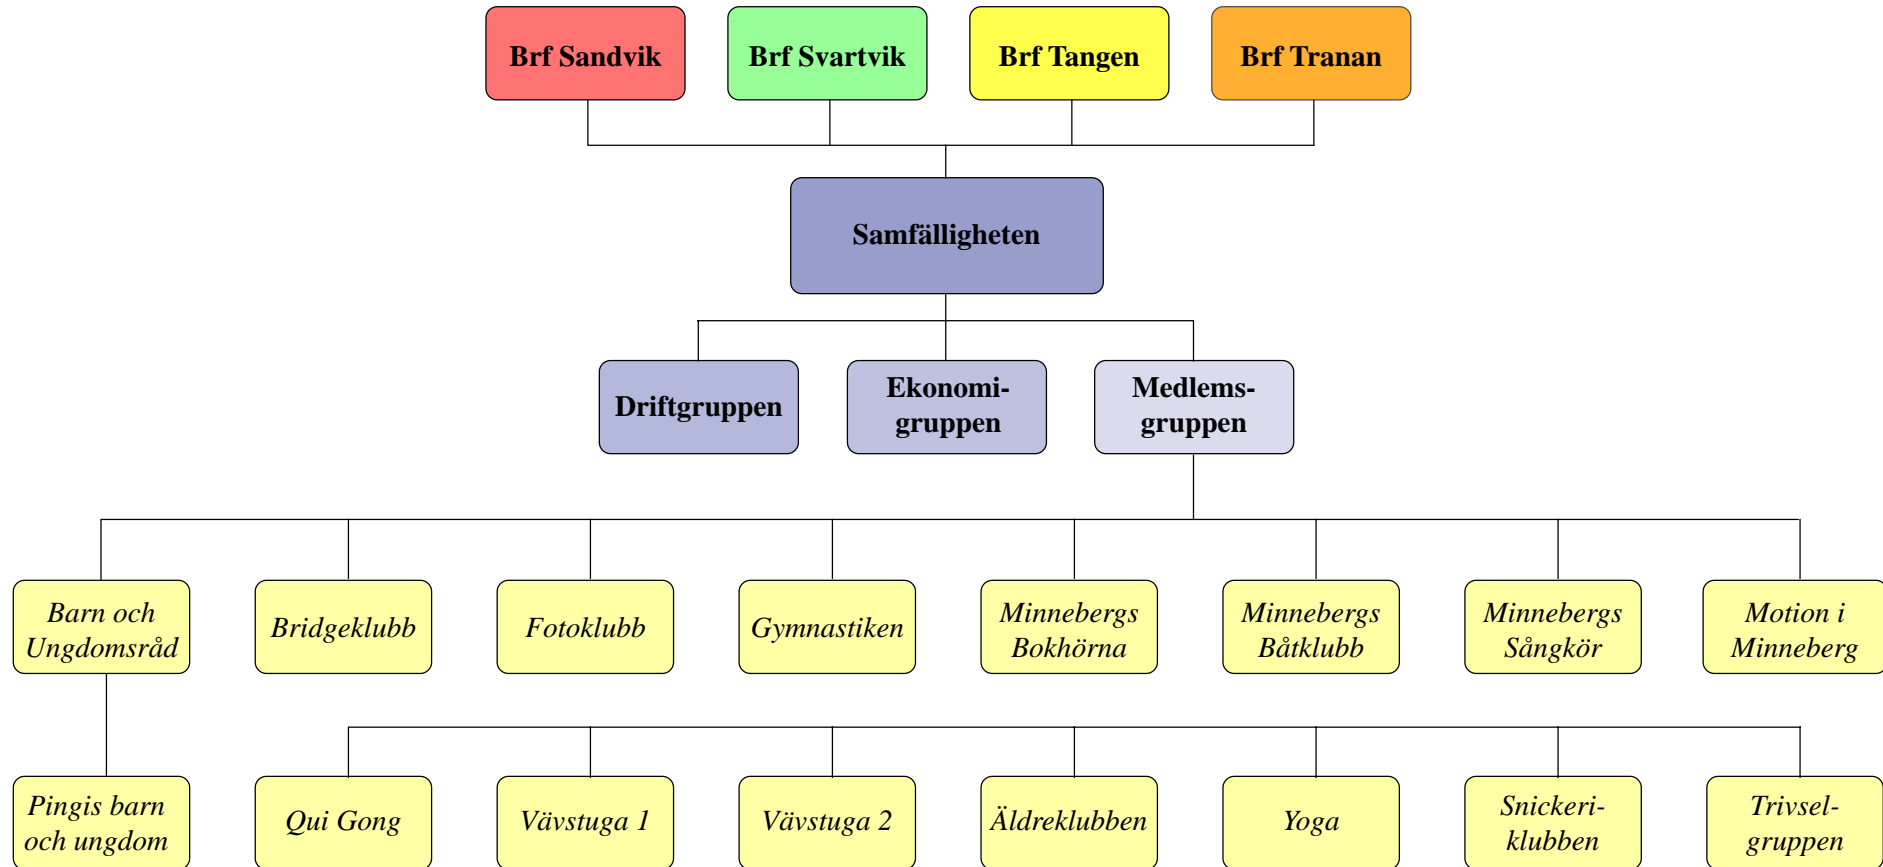 Brf Sandvik
Brf Svartvik
Brf Tangen
Brf Tranan
Samfälligheten
Driftgruppen
Ekonomi-
gruppen
Medlems-
gruppen
Barn och
Ungdomsråd
Bridgeklubb
Fotoklubb
Gymnastiken
Minnebergs
Bokhörna
Minnebergs
Båtklubb
Minnebergs
Sångkör
Motion i
Minneberg
Pingis barn
och ungdom
Qui Gong
Vävstuga 1
Vävstuga 2
Äldreklubben
Yoga
Snickeri-
klubben
Trivsel-
gruppen